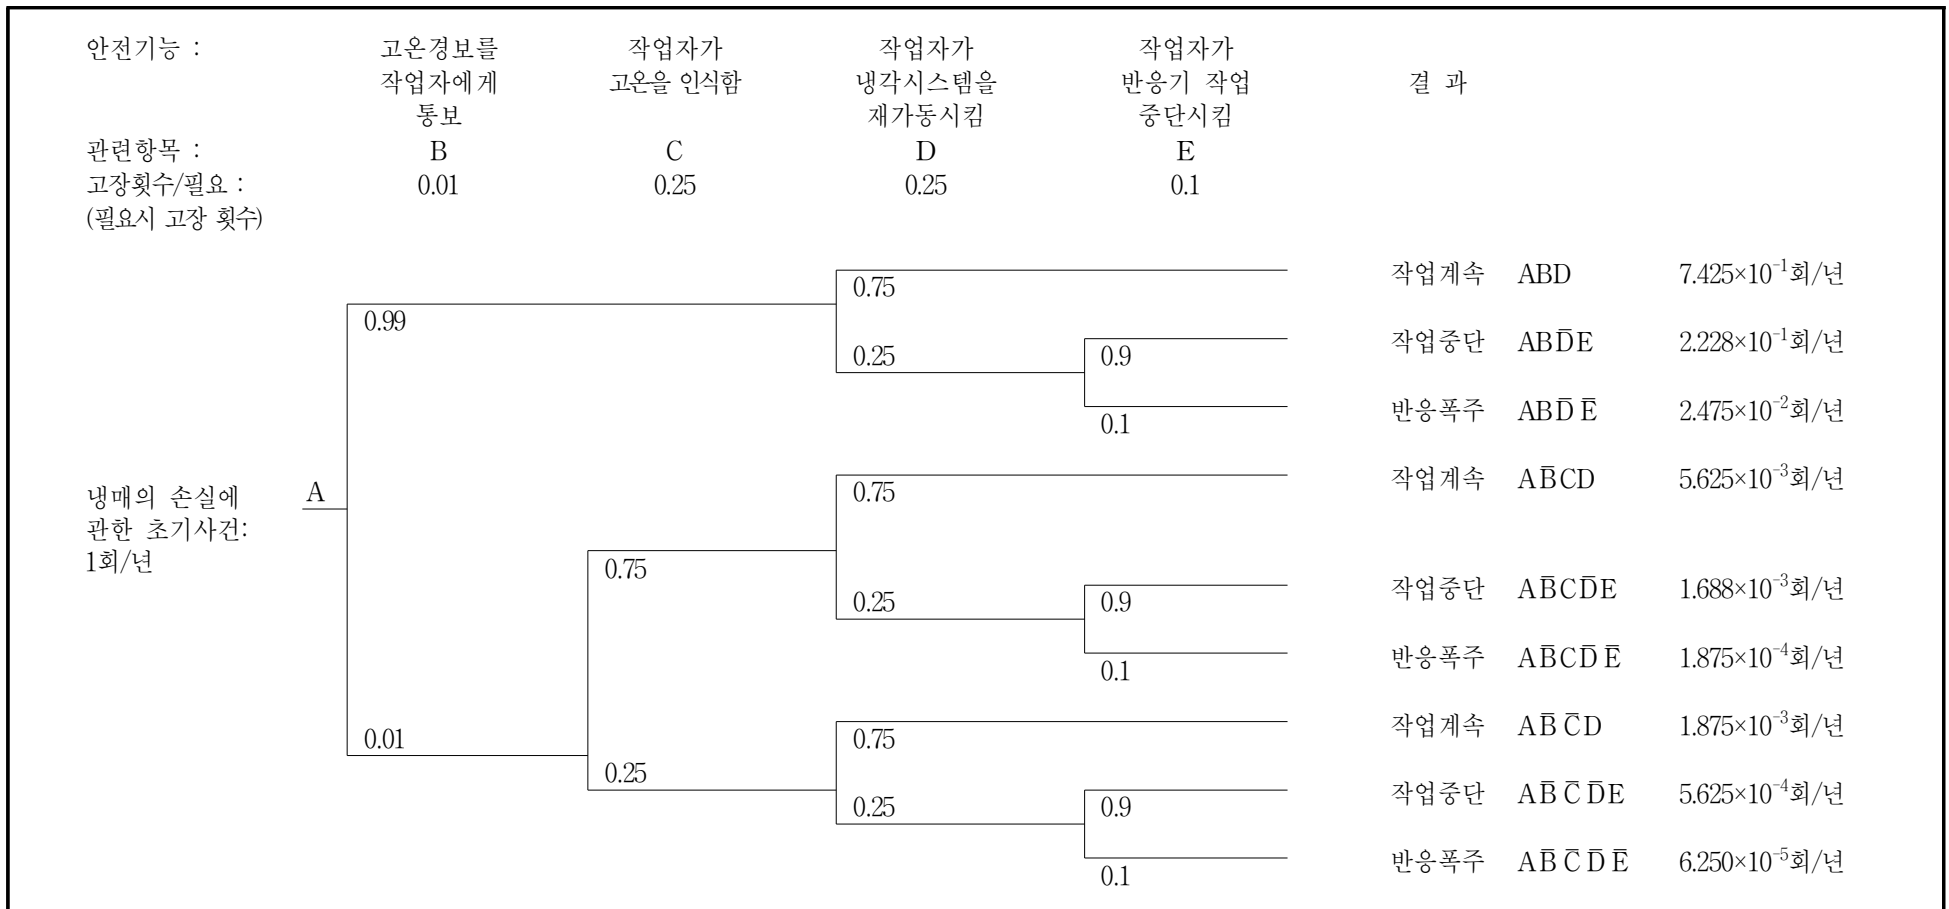 안전기능 : 고온경보를 작업자가 작업자가 작업자가
작업자에게 고온을 인식함 냉각시스템을 반응기 작업 결 과
통보 재가동시킴 중단시킴
관련항목 : B C D E
고장횟수/필요 : 0.01 0.25 0.25 0.1
(필요시 고장 횟수)
0.75 작업계속 ABD 7.425×10⁻¹회/년
0.99
0.25 0.9 작업중단 ABD̅E 2.228×10⁻¹회/년
0.1 반응폭주 ABD̅ E̅ 2.475×10⁻²회/년
0.75 작업계속 AB̅CD 5.625×10⁻³회/년
냉매의 손실에 A
관한 초기사건:
1회/년
0.75
0.25 0.9 작업중단 AB̅CD̅E 1.688×10⁻³회/년
0.1 반응폭주 AB̅CD̅ E̅ 1.875×10⁻⁴회/년
0.01 0.75 작업계속 AB̅ C̅D 1.875×10⁻³회/년
0.25
0.25 0.9 작업중단 AB̅ C̅ D̅E 5.625×10⁻⁴회/년
0.1 반응폭주 AB̅ C̅ D̅ E̅ 6.250×10⁻⁵회/년